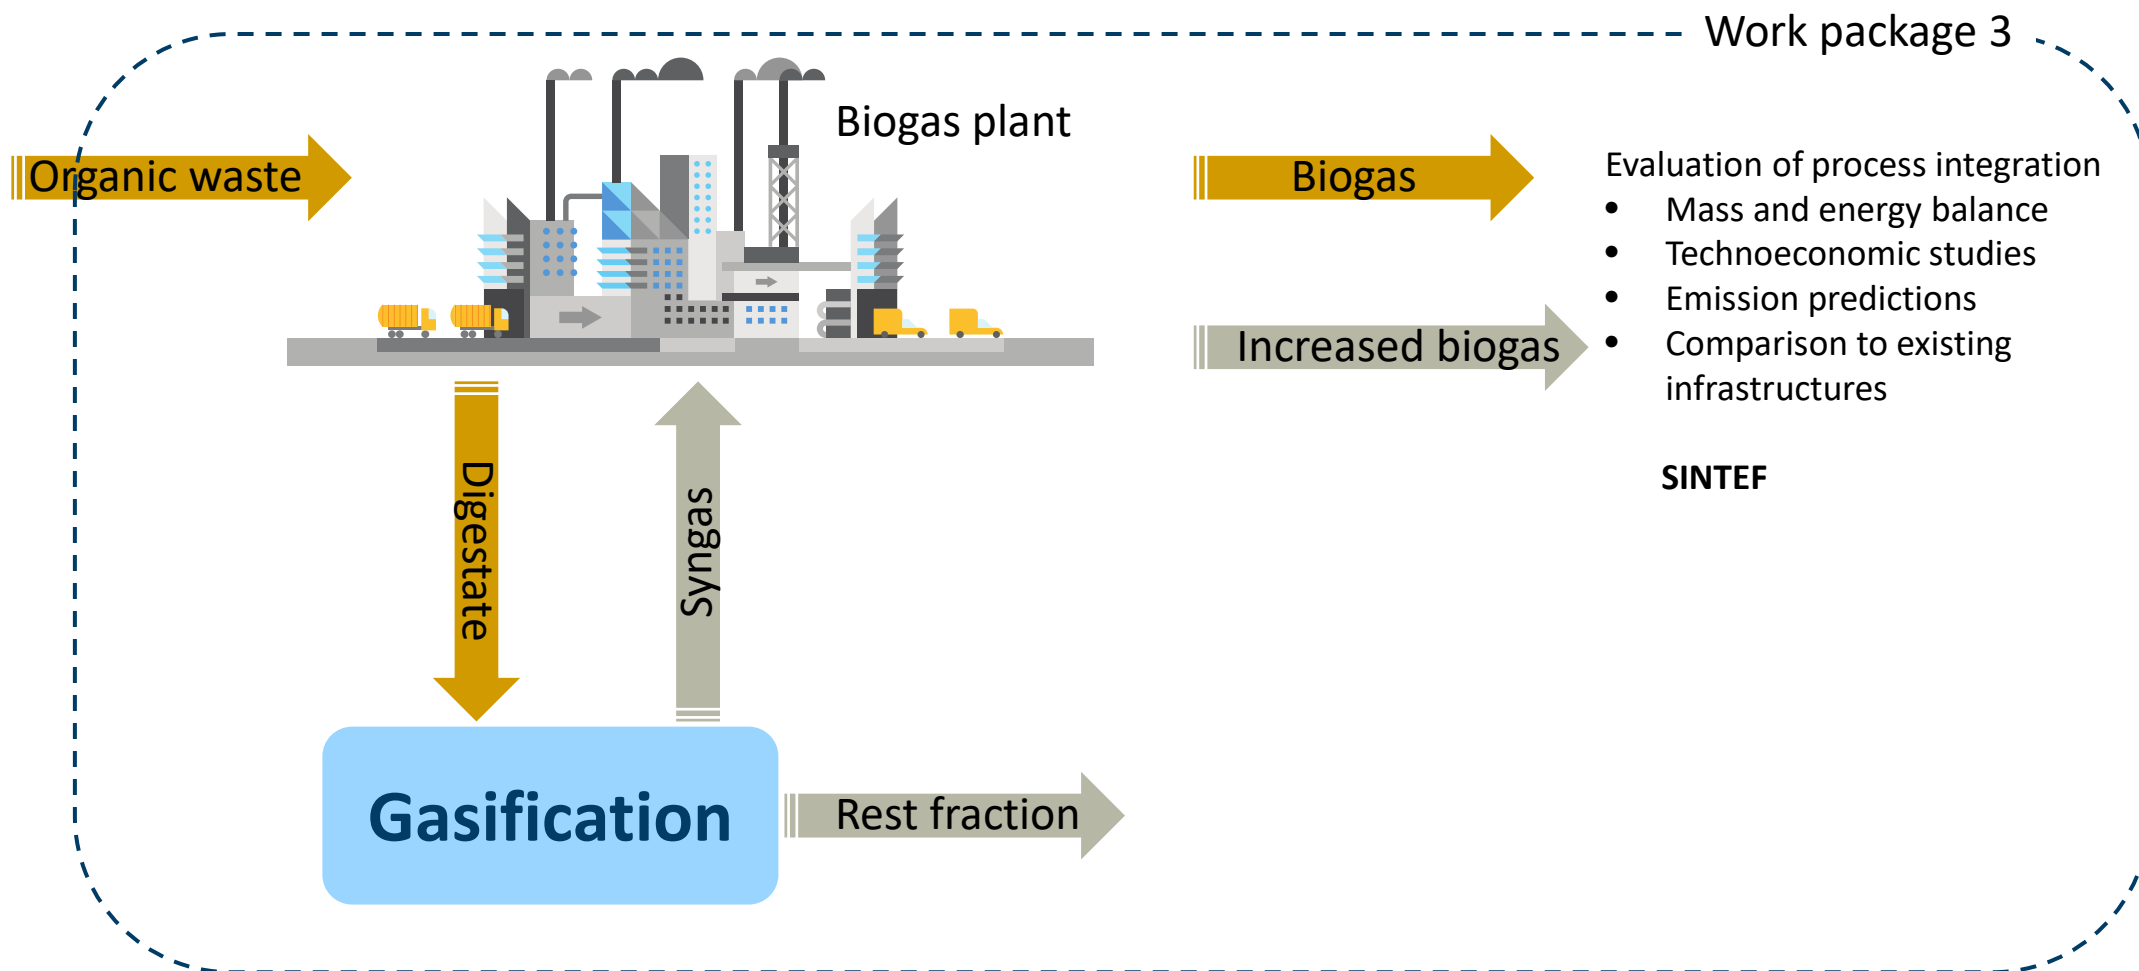 Work package 3
Biogas plant
Organic waste
Biogas
Evaluation of process integration
• Mass and energy balance
• Technoeconomic studies
• Emission predictions
• Comparison to existing
infrastructures
Increased biogas
SINTEF
Digestate
Syngas
Gasification
Rest fraction